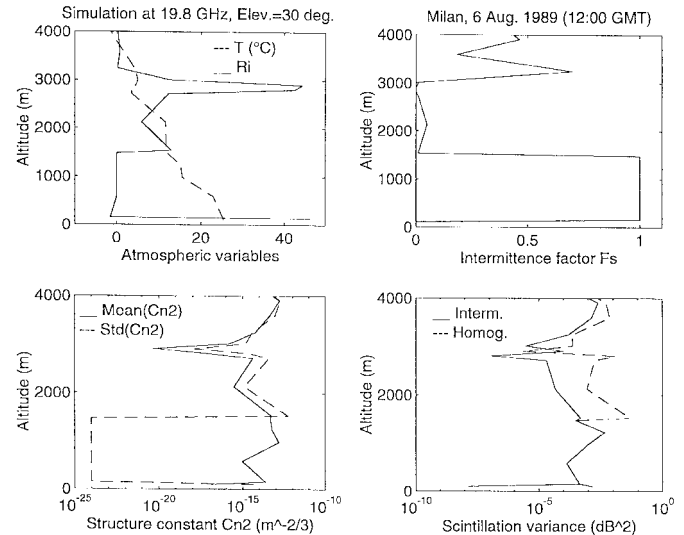 Simulation at 19.8 GHz, Elev.=30 deg.
4000
3000
2000
1000
0
Altitude (m)
T (°C)
Ri
0
20
40
Atmospheric variables
Milan, 6 Aug. 1989 (12:00 GMT)
4000
3000
2000
1000
0
Altitude (m)
0
0.5
1
Intermittence factor Fs
4000
2000
0
Altitude (m)
Mean(Cn2)
Std(Cn2)
10^-25
10^-20
10^-15
10^-10
Structure constant Cn2 (m^-2/3)
4000
2000
0
Altitude (m)
Interm.
Homog.
10^-10
10^-5
10^0
Scintillation variance (dB^2)